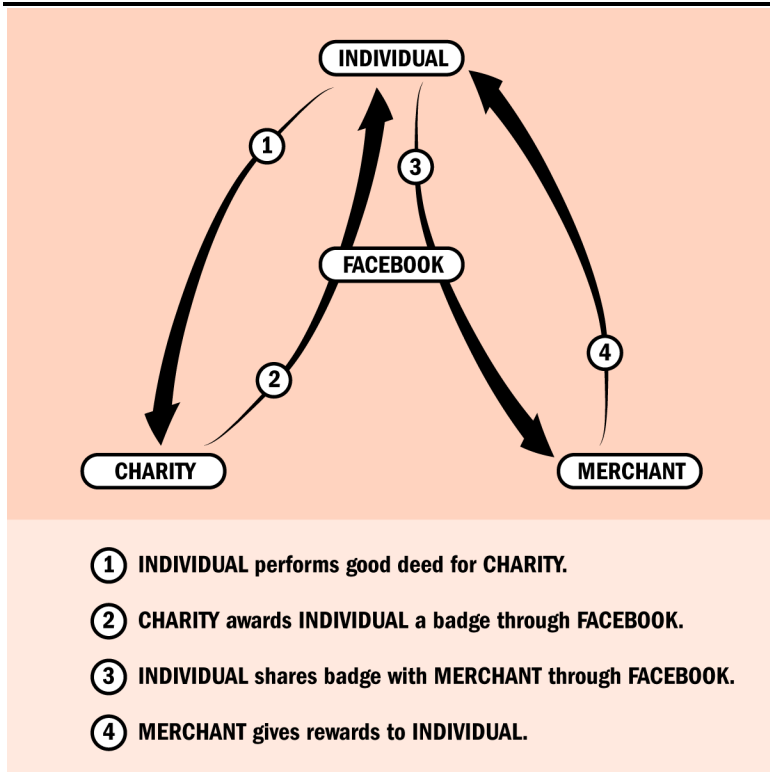 INDIVIDUAL
1
3
FACEBOOK
4
2
CHARITY
MERCHANT
1 INDIVIDUAL performs good deed for CHARITY.
2 CHARITY awards INDIVIDUAL a badge through FACEBOOK.
3 INDIVIDUAL shares badge with MERCHANT through FACEBOOK.
4 MERCHANT gives rewards to INDIVIDUAL.